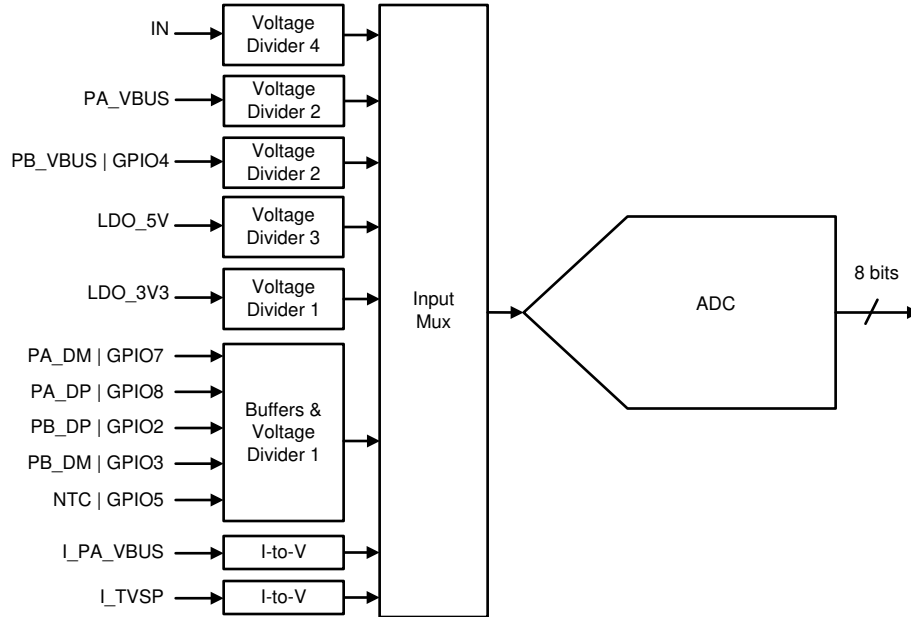 IN
Voltage
Divider 4
PA_VBUS
Voltage
Divider 2
PB_VBUS | GPIO4
Voltage
Divider 2
LDO_5V
Voltage
Divider 3
LDO_3V3
Voltage
Divider 1
PA_DM | GPIO7
PA_DP | GPIO8
PB_DP | GPIO2
PB_DM | GPIO3
NTC | GPIO5
Buffers &
Voltage
Divider 1
I_PA_VBUS
I-to-V
I_TVSP
I-to-V
Input
Mux
ADC
8 bits